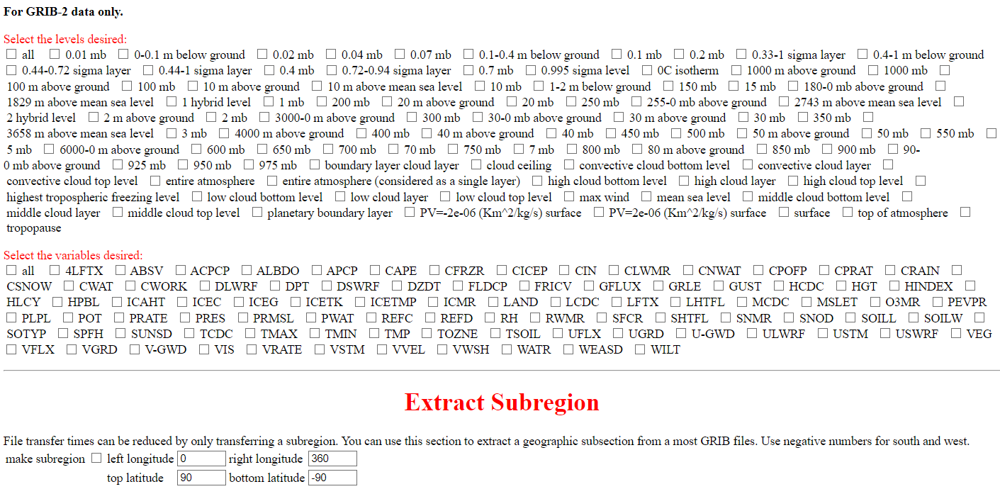 For GRIB-2 data only.
Select the levels desired:
all 0.01 mb 0-0.1 m below ground 0.02 mb 0.04 mb 0.07 mb 0.1-0.4 m below ground 0.1 mb 0.2 mb 0.33-1 sigma layer 0.4-1 m below ground
0.44-0.72 sigma layer 0.44-1 sigma layer 0.4 mb 0.72-0.94 sigma layer 0.7 mb 0.995 sigma level 0C isotherm 1000 m above ground 1000 mb
100 m above ground 100 mb 10 m above ground 10 m above mean sea level 10 mb 1-2 m below ground 150 mb 15 mb 180-0 mb above ground
1829 m above mean sea level 1 hybrid level 1 mb 200 mb 20 m above ground 20 mb 250 mb 255-0 mb above ground 2743 m above mean sea level
2 hybrid level 2 m above ground 2 mb 3000-0 m above ground 300 mb 30-0 mb above ground 30 m above ground 30 mb 350 mb
3658 m above mean sea level 3 mb 4000 m above ground 400 mb 40 m above ground 40 mb 450 mb 500 mb 50 m above ground 50 mb 550 mb
5 mb 6000-0 m above ground 600 mb 650 mb 700 mb 70 mb 750 mb 7 mb 800 mb 80 m above ground 850 mb 900 mb 90-
0 mb above ground 925 mb 950 mb 975 mb boundary layer cloud layer cloud ceiling convective cloud bottom level convective cloud layer
convective cloud top level entire atmosphere entire atmosphere (considered as a single layer) high cloud bottom level high cloud layer high cloud top level
highest tropospheric freezing level low cloud bottom level low cloud layer low cloud top level max wind mean sea level middle cloud bottom level
middle cloud layer middle cloud top level planetary boundary layer PV=-2e-06 (Km^2/kg/s) surface PV=2e-06 (Km^2/kg/s) surface surface top of atmosphere
tropopause
Select the variables desired:
all 4LFTX ABSV ACPCP ALBDO APCP CAPE CFRZR CICEP CIN CLWMR CNWAT CPOFP CPRAT CRAIN
CSNOW CWAT CWORK DLWRF DPT DSWRF DZDT FLDCP FRICV GFLUX GRLE GUST HCDC HGT HINDEX
HLCY HPBL ICAHT ICEC ICEG ICETK ICETMP ICMR LAND LCDC LFTX LHTFL MCDC MSLET O3MR PEVPR
PLPL POT PRATE PRES PRMSL PWAT REFC REFD RH RWMR SFCR SHTFL SNMR SNOD SOILL SOILW
SOTYP SPFH SUNSD TCDC TMAX TMIN TMP TOZNE TSOIL UFLX UGRD U-GWD ULWRF USTM USWRF VEG
VFLX VGRD V-GWD VIS VRATE VSTM VVEL VWSH WATR WEASD WILT
Extract Subregion
File transfer times can be reduced by only transferring a subregion. You can use this section to extract a geographic subsection from a most GRIB files. Use negative numbers for south and west.
make subregion left longitude 0 right longitude 360
top latitude 90 bottom latitude -90